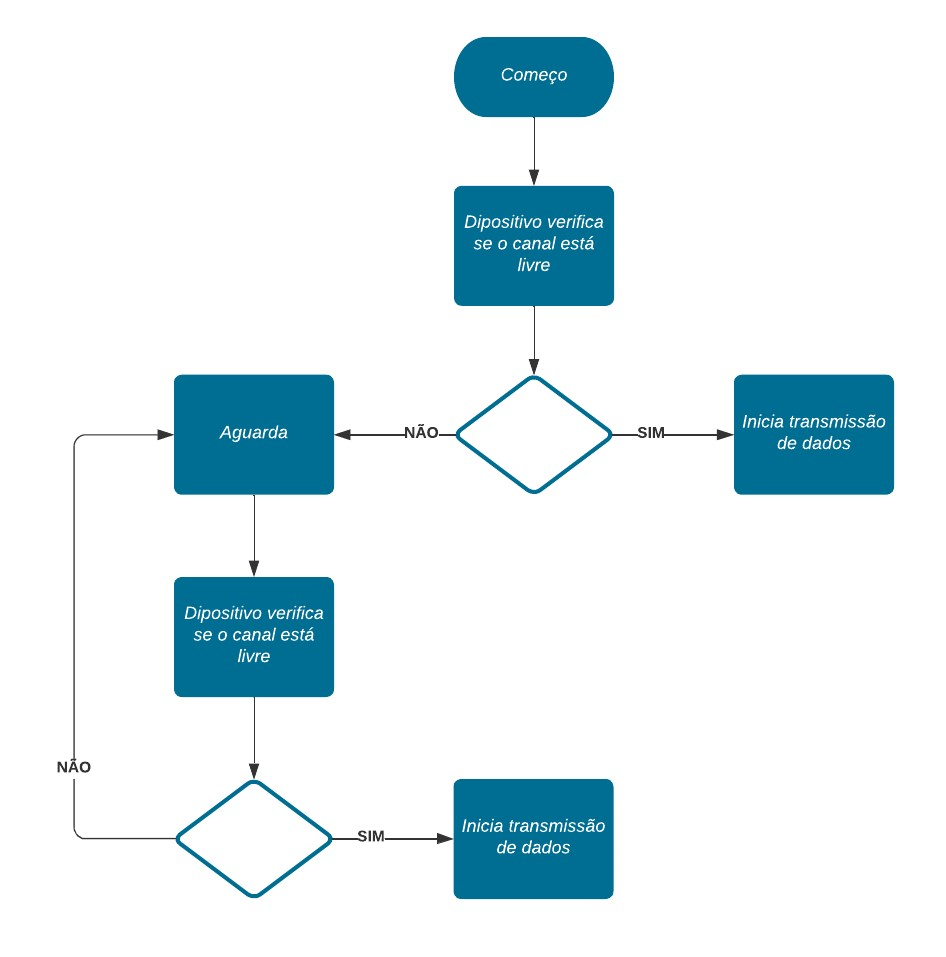 Começo
Dipositivo verifica
se o canal está
livre
Aguarda
NÃO
SIM
Inicia transmissão
de dados
Dipositivo verifica
se o canal está
livre
NÃO
SIM
Inicia transmissão
de dados